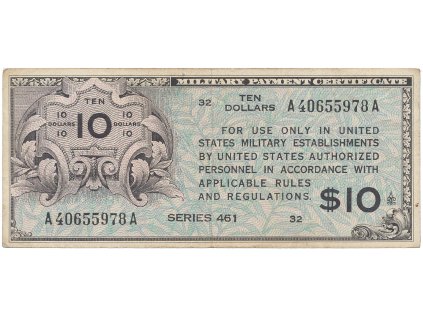 MILITARY PAYMENT CERTIFICATE
TEN
10 10
DOLLARS 10 DOLLARS
10 10
32 TEN DOLLARS A40655978A
FOR USE ONLY IN UNITED
STATES MILITARY ESTABLISHMENTS
BY UNITED STATES AUTHORIZED
PERSONNEL IN ACCORDANCE WITH
APPLICABLE RULES
AND REGULATIONS.
$10
A40655978A SERIES 461 32